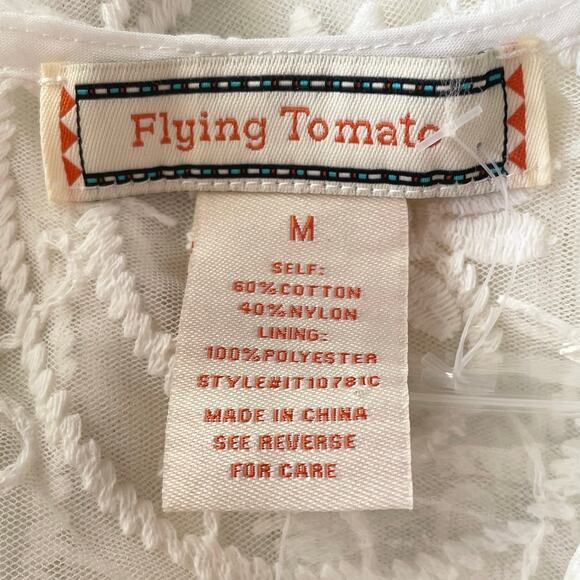 Flying Tomato
M
SELF:
60%COTTON
40%NYLON
LINING:
100%POLYESTER
STYLE#IT10781C
MADE IN CHINA
SEE REVERSE
FOR CARE